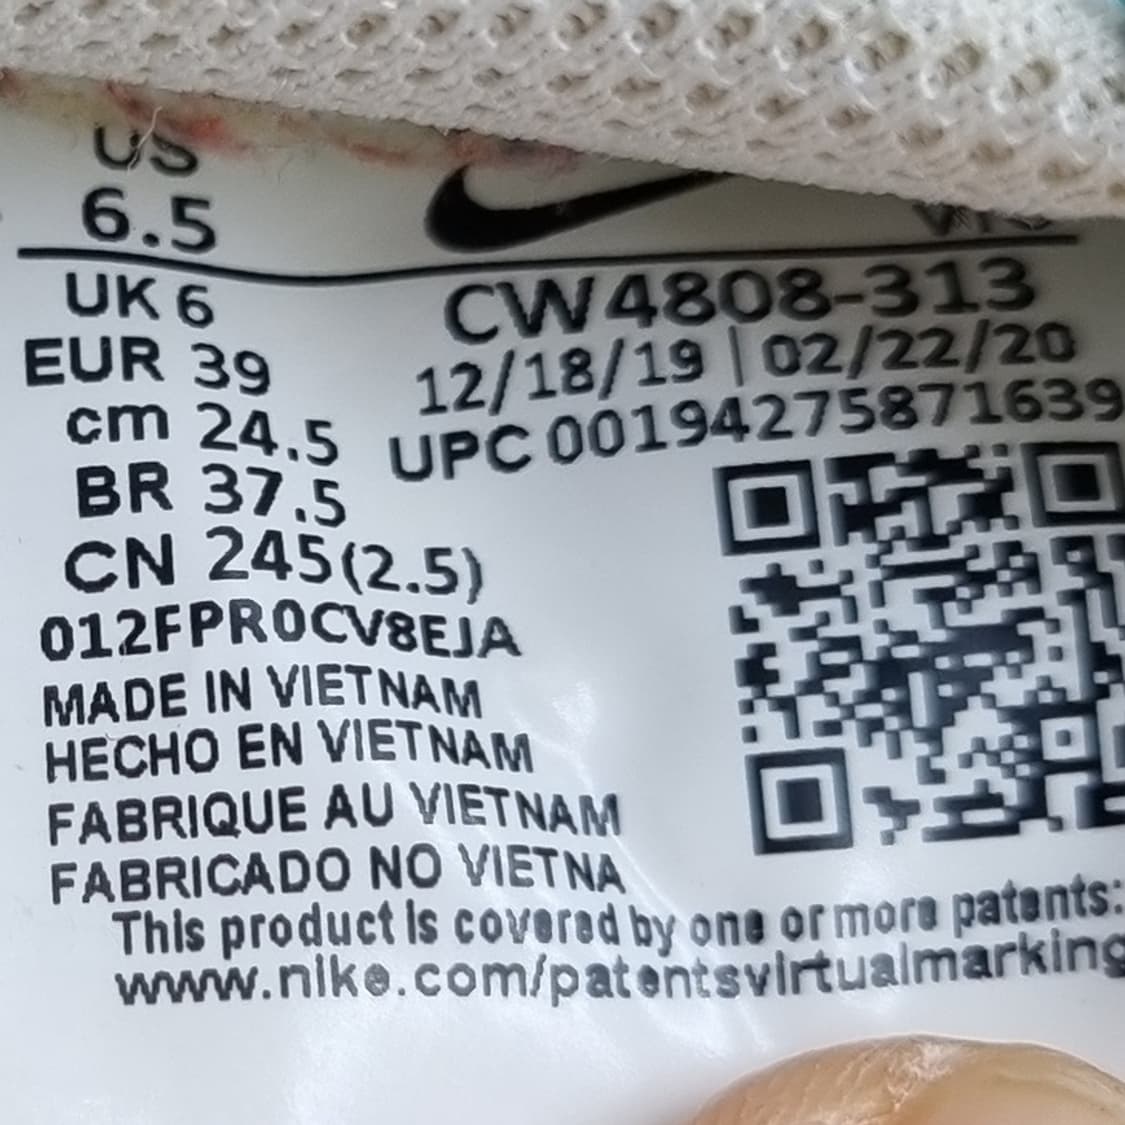 US
6.5
UK 6
EUR 39
cm 24.5
BR 37.5
CN 245(2.5)
CW4808-313
12/18/19 | 02/22/20
UPC 00194275871639
012FPR0CV8EJA
MADE IN VIETNAM
HECHO EN VIETNAM
FABRIQUE AU VIETNAM
FABRICADO NO VIETNA
This product is covered by one or more patents:
www.nike.com/patentsvirtualmarking